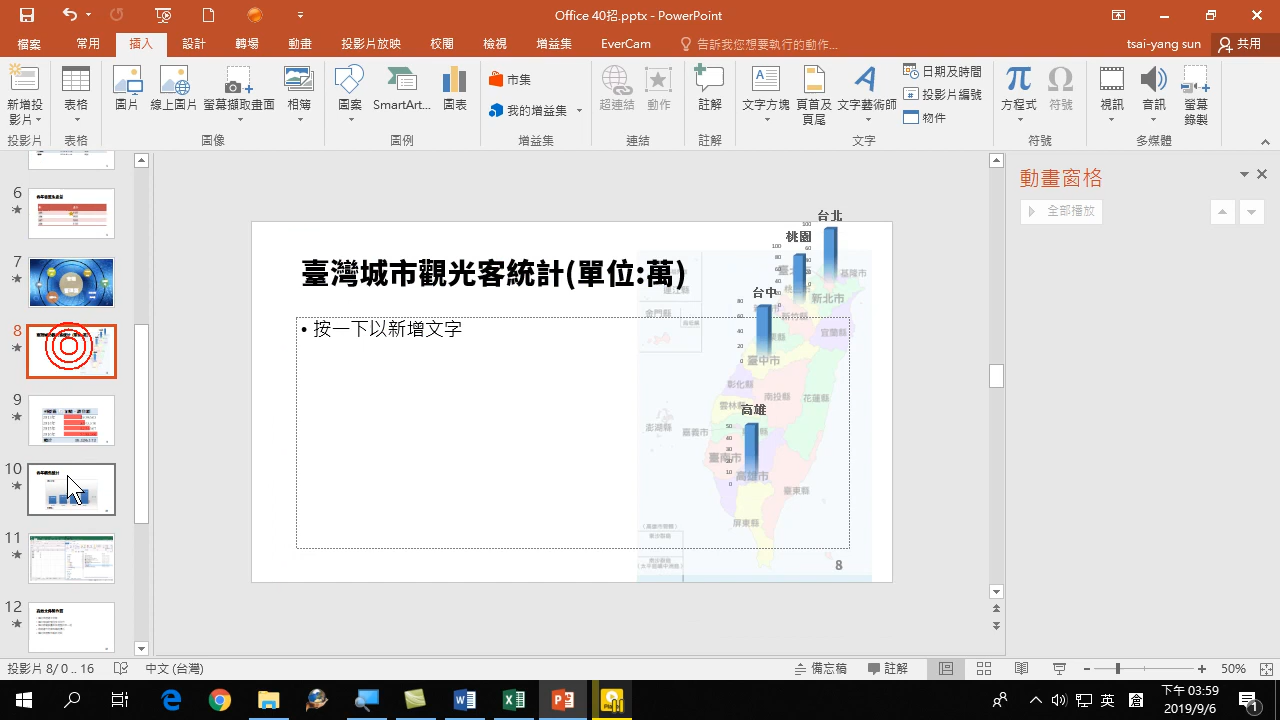 Office 40招.pptx - PowerPoint
檔案 常用 插入 設計 轉場 動畫 投影片放映 校閱 檢視 增益集 EverCam 告訴我您想要執行的動作... tsai-yang sun 共用
新增投影片 表格 圖片 線上圖片 螢幕擷取畫面 相簿 圖案 SmartArt... 圖表 市集 我的增益集 超連結 動作 註解 文字方塊 頁首及頁尾 文字藝術師 日期及時間 投影片編號 物件 方程式 符號 視訊 音訊 螢幕錄製
投影片 表格 圖像 圖例 增益集 連結 註解 文字 符號 多媒體
6
7
8
9
10
11
12
臺灣城市觀光客統計(單位:萬)
• 按一下以新增文字
台北
桃園
台中
高雄
基隆市
新北市
宜蘭縣
金門縣
臺中市
彰化縣
南投縣
花蓮縣
雲林縣
澎湖縣
嘉義市
臺南市
高雄市
臺東縣
屏東縣
8
動畫窗格
全部播放
投影片 8/ 0 .. 16 中文 (台灣) 備忘稿 註解 50%
英 下午 03:59
2019/9/6
1